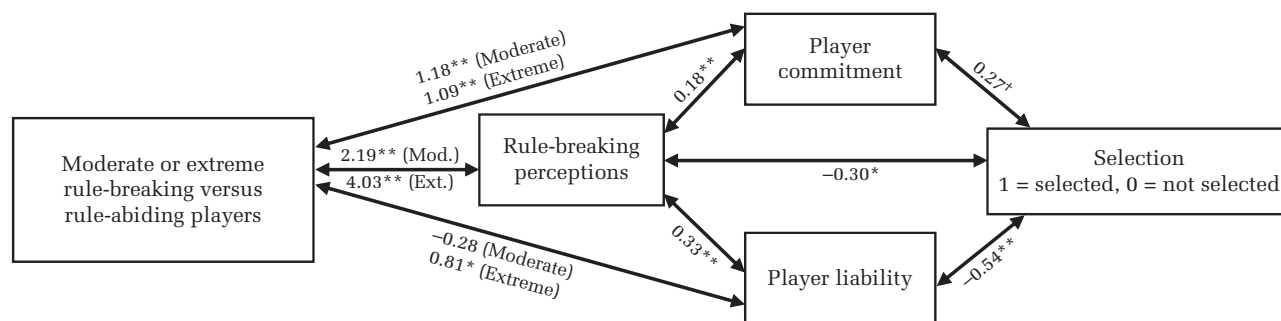 Player
commitment
1.18** (Moderate)
1.09** (Extreme)
0.18**
0.27†
Moderate or extreme
rule-breaking versus
rule-abiding players
2.19** (Mod.)
4.03** (Ext.)
Rule-breaking
perceptions
−0.30*
Selection
1 = selected, 0 = not selected
−0.28 (Moderate)
0.81* (Extreme)
0.33**
−0.54**
Player liability